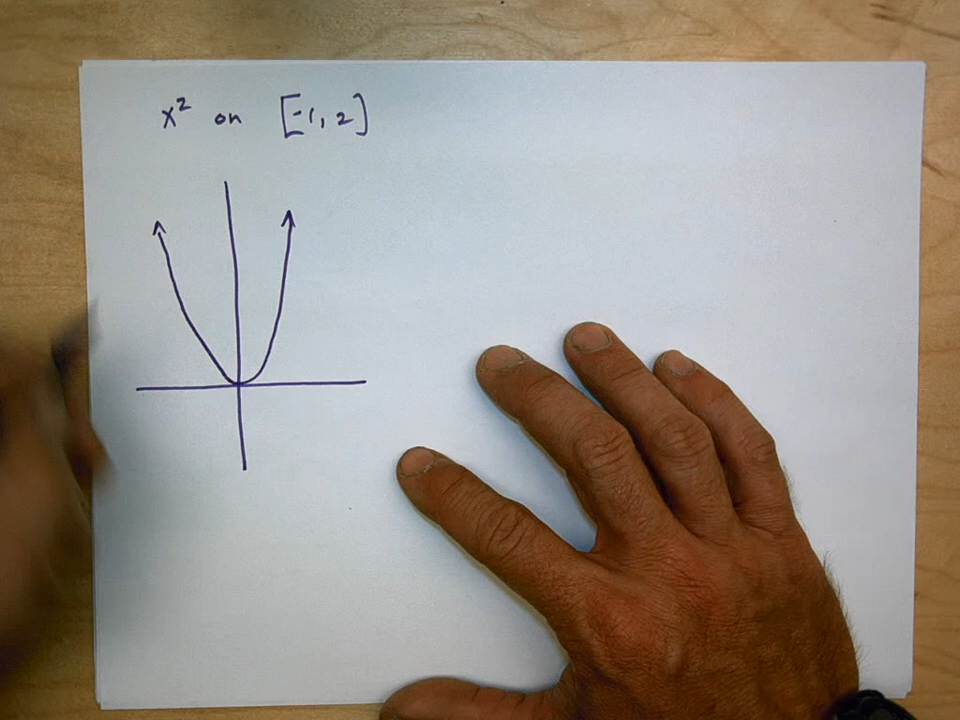 x² on [-1, 2]